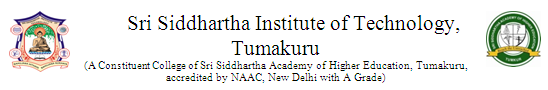 Sri Siddhartha Institute of Technology,
Tumakuru
(A Constituent College of Sri Siddhartha Academy of Higher Education, Tumakuru,
accredited by NAAC, New Delhi with A Grade)
TUMKUR